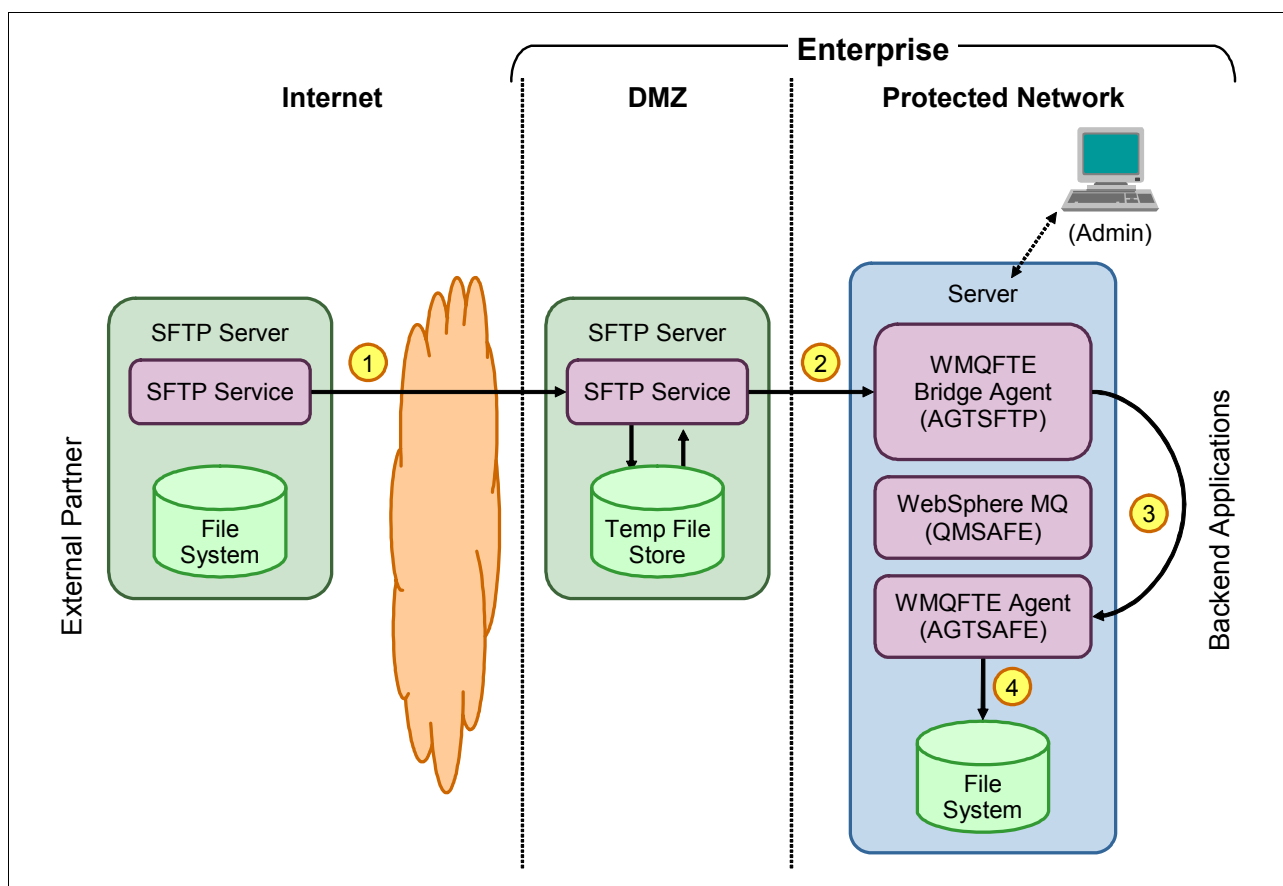 Enterprise
Internet
DMZ
Protected Network
(Admin)
External Partner
SFTP Server
SFTP Service
File
System
1
SFTP Server
SFTP Service
Temp File
Store
2
Server
WMQFTE
Bridge Agent
(AGTSFTP)
WebSphere MQ
(QMSAFE)
3
WMQFTE Agent
(AGTSAFE)
4
File
System
Backend Applications